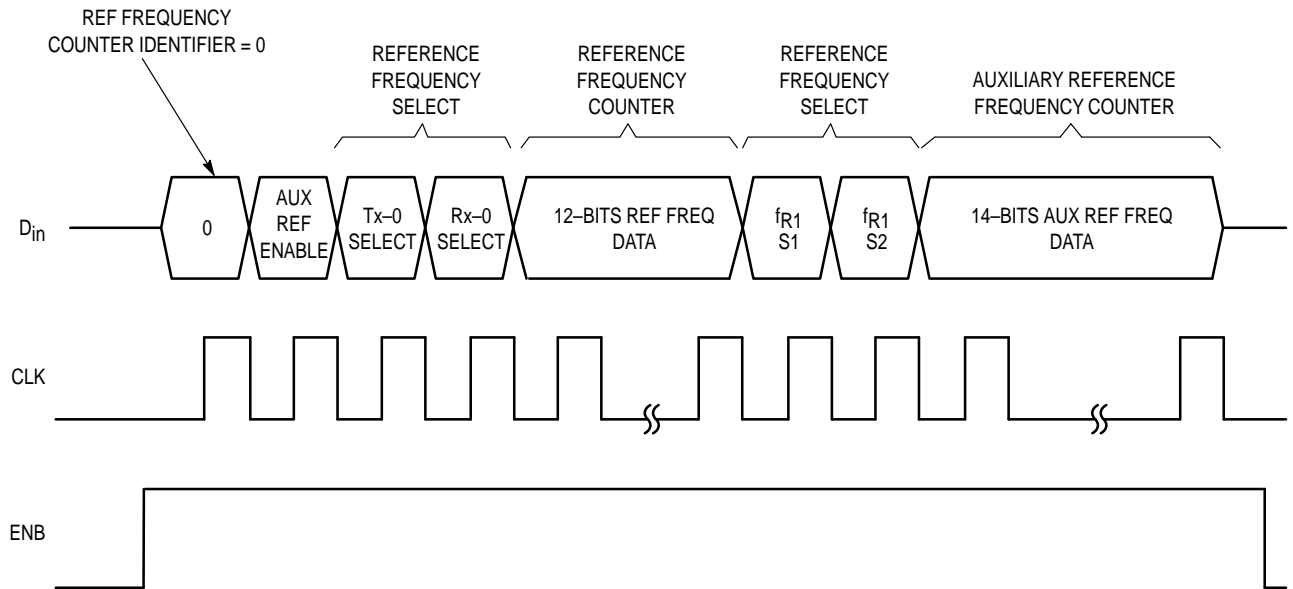 REF FREQUENCY
COUNTER IDENTIFIER = 0
REFERENCE
FREQUENCY
SELECT
REFERENCE
FREQUENCY
COUNTER
REFERENCE
FREQUENCY
SELECT
AUXILIARY REFERENCE
FREQUENCY COUNTER
Din
0
AUX
REF
ENABLE
Tx–0
SELECT
Rx–0
SELECT
12–BITS REF FREQ
DATA
fR1
S1
fR1
S2
14–BITS AUX REF FREQ
DATA
CLK
ENB